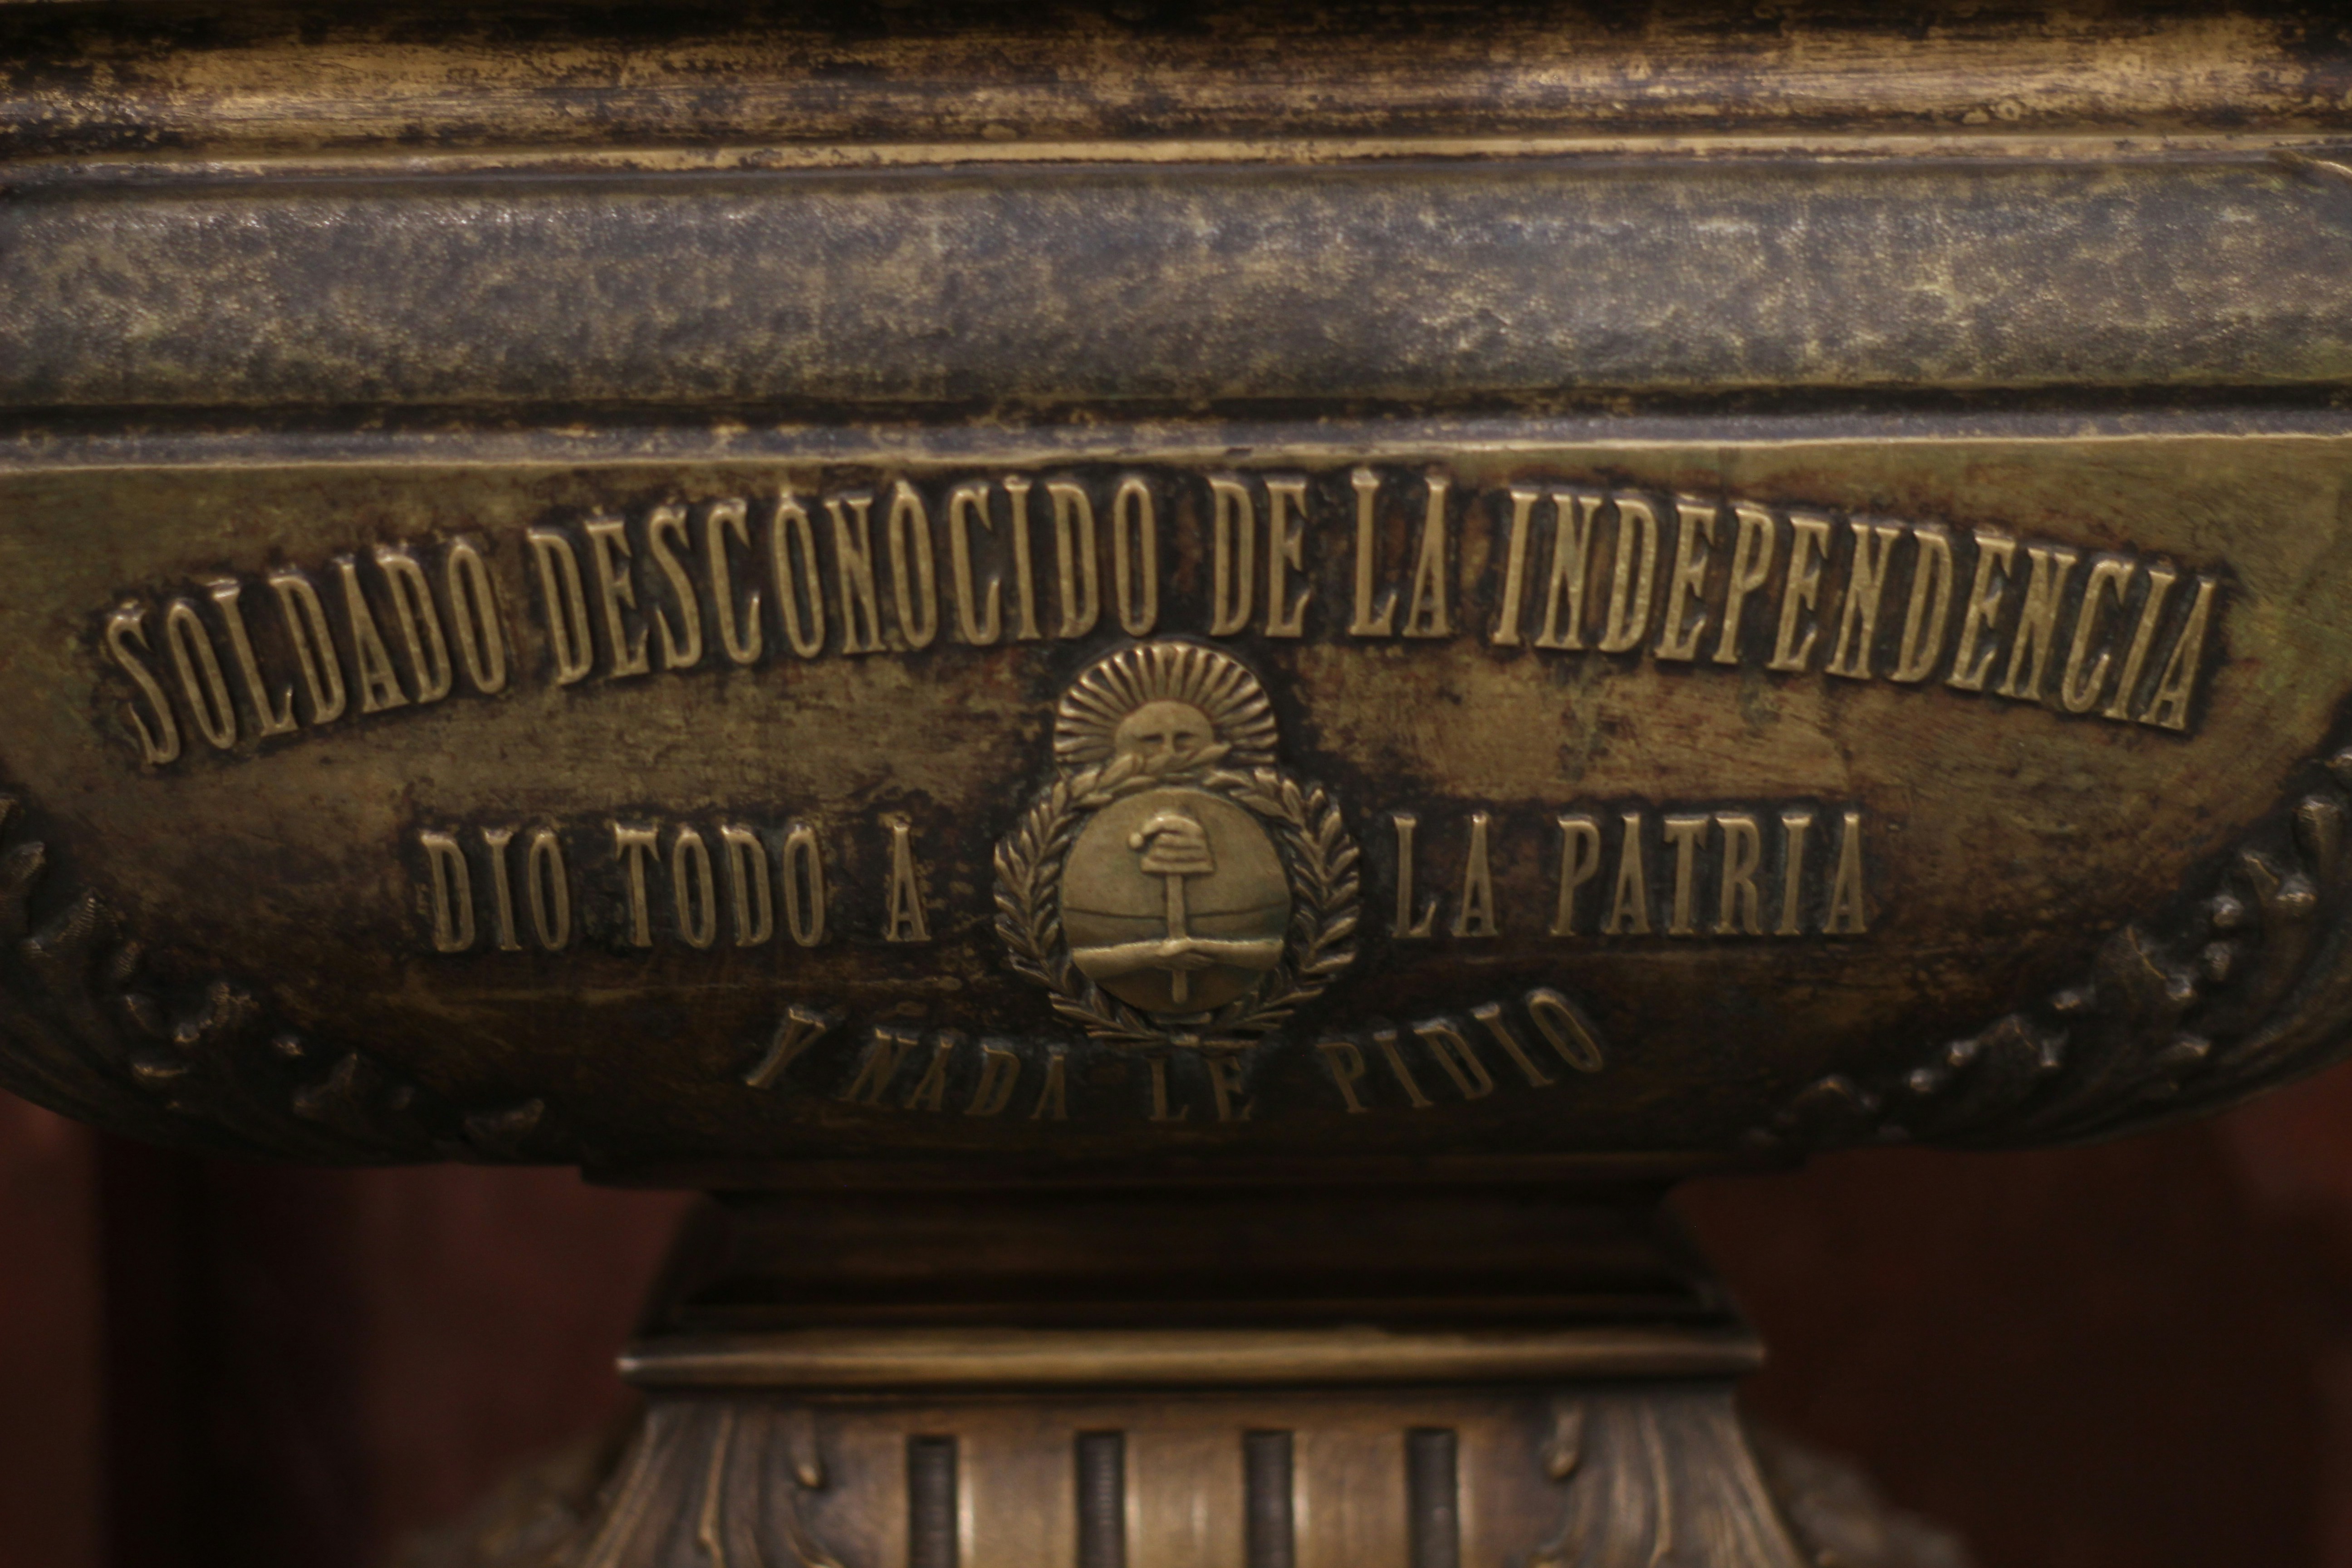 SOLDADO DESCONOCIDO DE LA INDEPENDENCIA
DIO TODO A LA PATRIA
Y NADA LE PIDIO